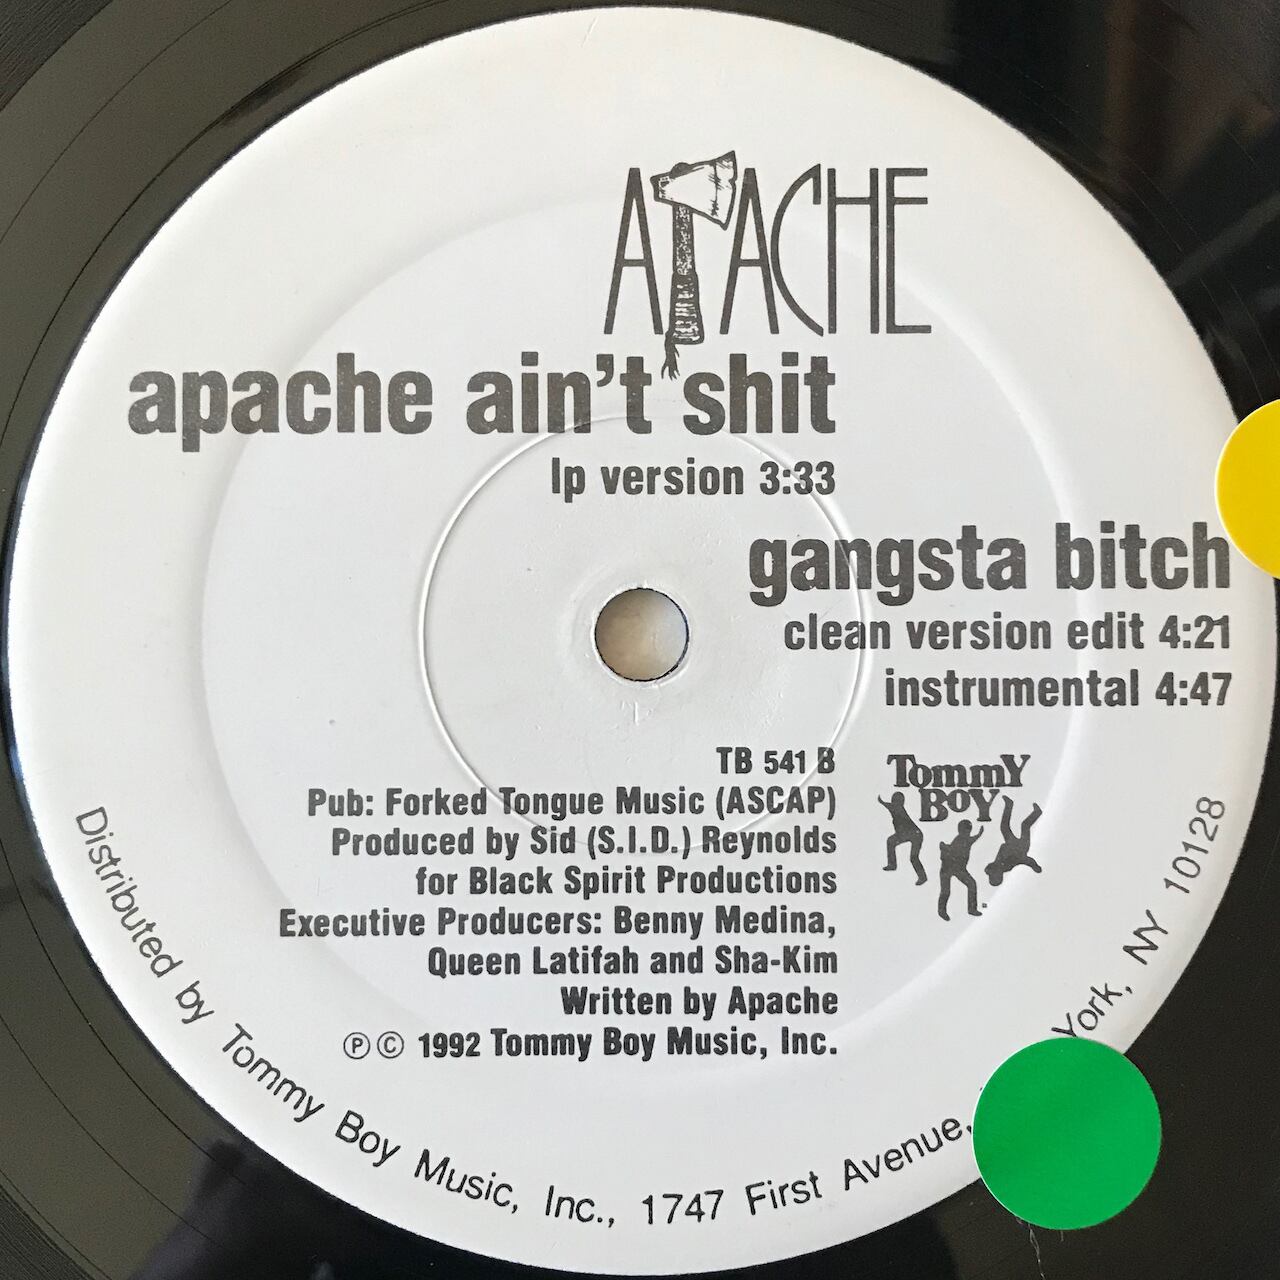 APACHE
apache ain't shit
lp version 3:33
gangsta bitch
clean version edit 4:21
instrumental 4:47
TB 541 B
Pub: Forked Tongue Music (ASCAP)
Produced by Sid (S.I.D.) Reynolds
for Black Spirit Productions
Executive Producers: Benny Medina,
Queen Latifah and Sha-Kim
Written by Apache
℗ © 1992 Tommy Boy Music, Inc.
Tommy
Boy
Distributed by Tommy Boy Music, Inc., 1747 First Avenue, York, NY 10128